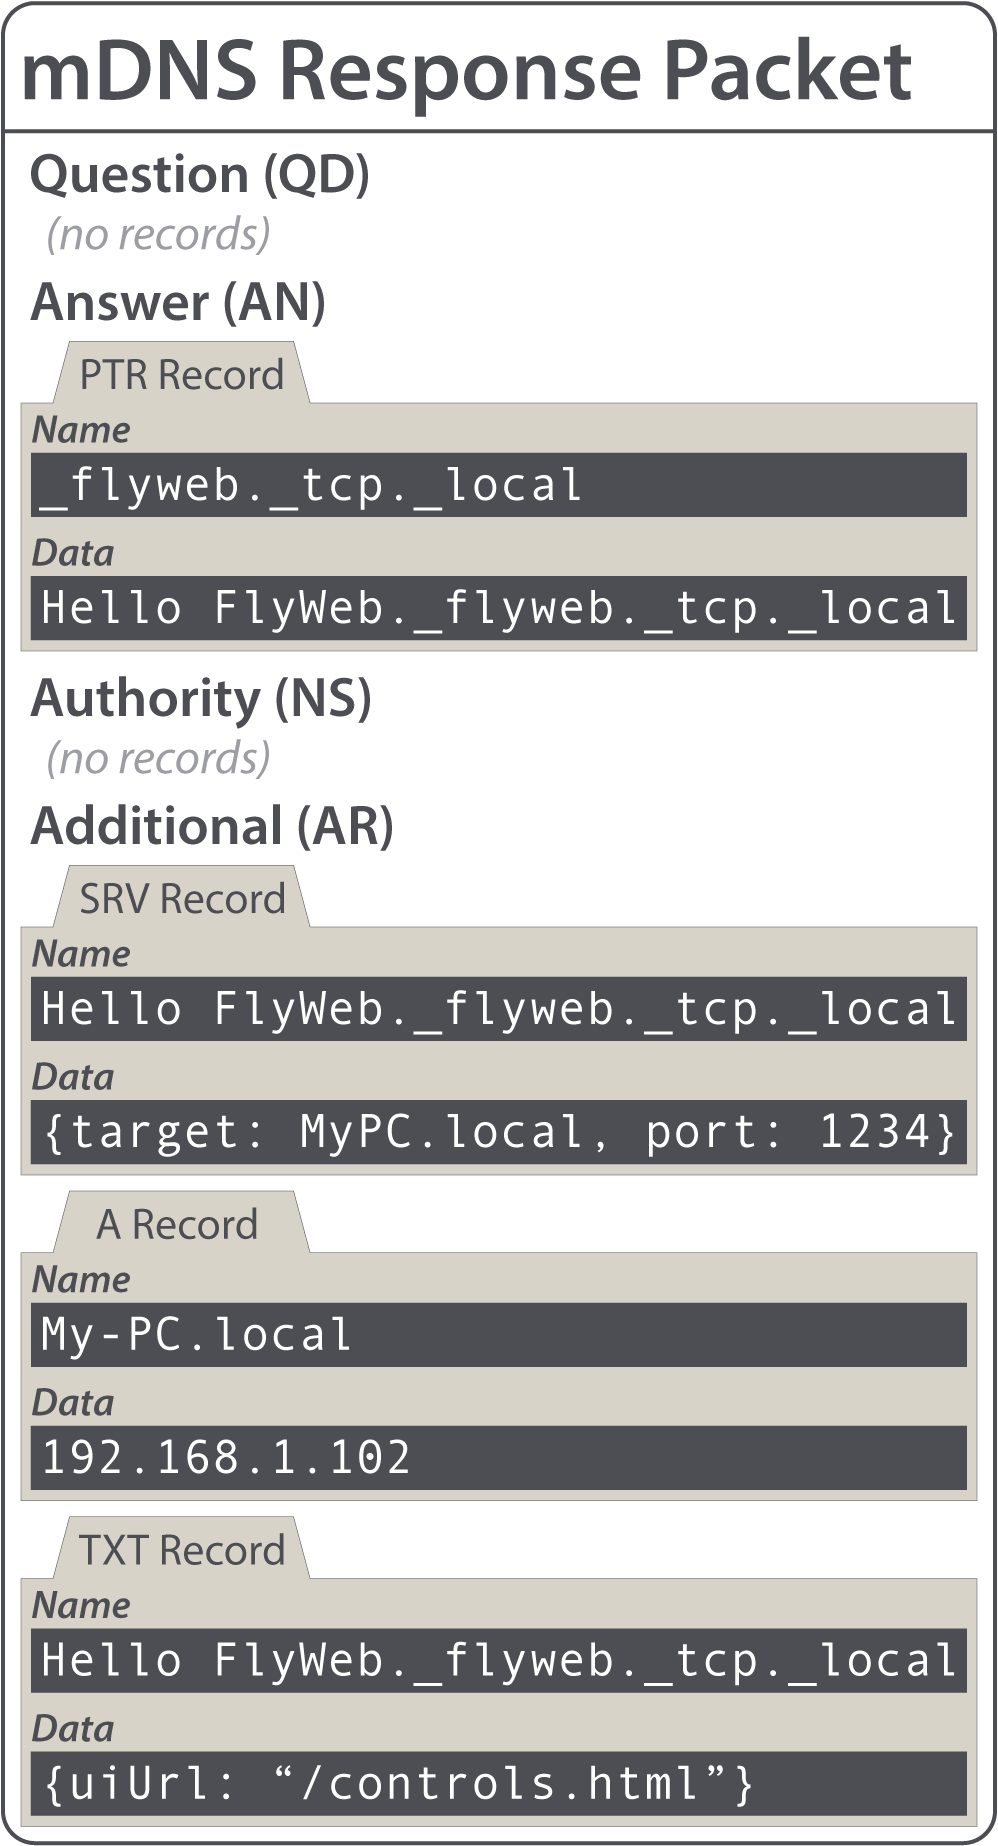 mDNS Response Packet
Question (QD)
(no records)
Answer (AN)
PTR Record
Name
_flyweb._tcp._local
Data
Hello FlyWeb._flyweb._tcp._local
Authority (NS)
(no records)
Additional (AR)
SRV Record
Name
Hello FlyWeb._flyweb._tcp._local
Data
{target: MyPC.local, port: 1234}
A Record
Name
My-PC.local
Data
192.168.1.102
TXT Record
Name
Hello FlyWeb._flyweb._tcp._local
Data
{uiUrl: “/controls.html”}